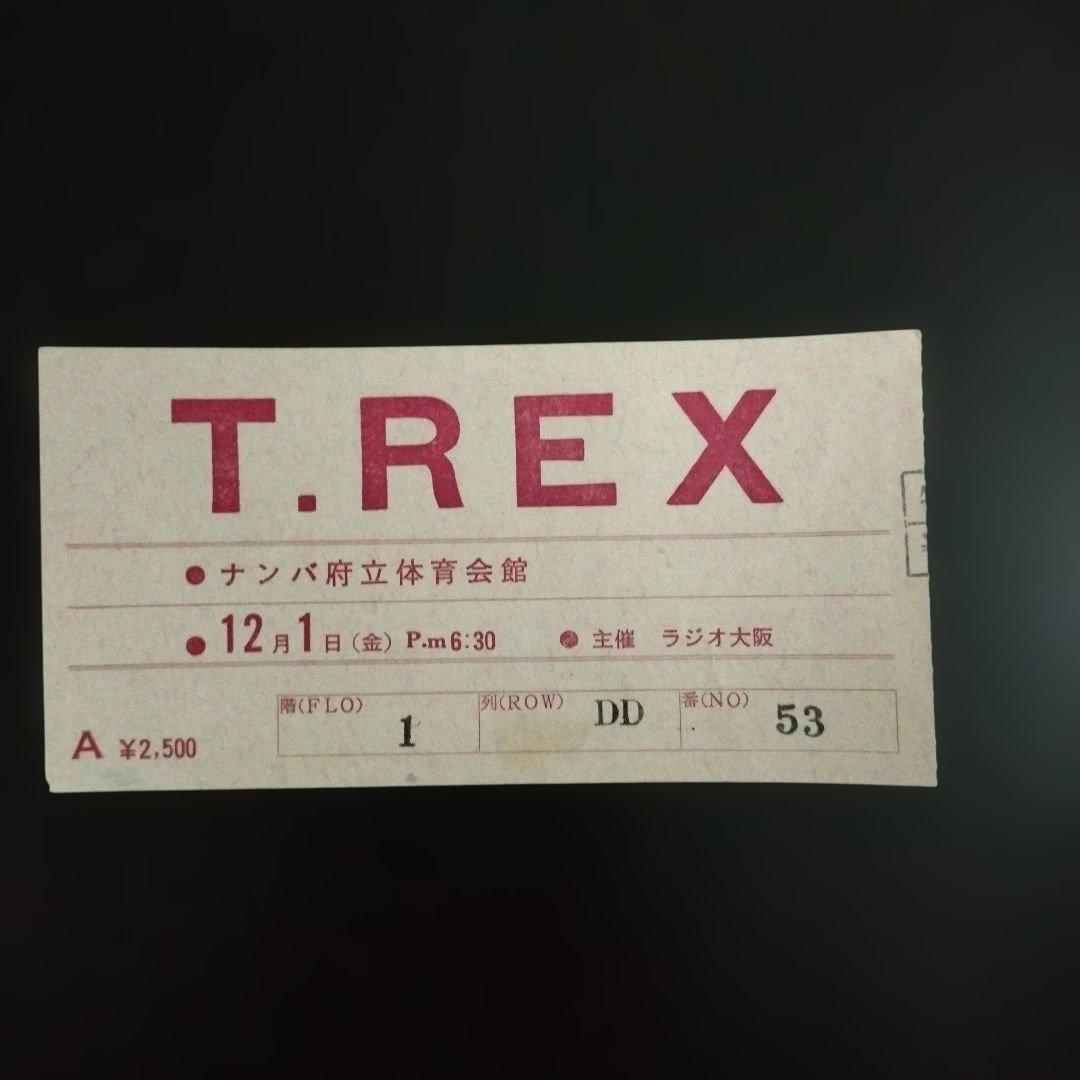 T.REX
●ナンバ府立体育会館
●12月1日(金) P.m6:30 ●主催 ラジオ大阪
階(FLO) 1 列(ROW) DD 番(NO) 53
A ¥2,500